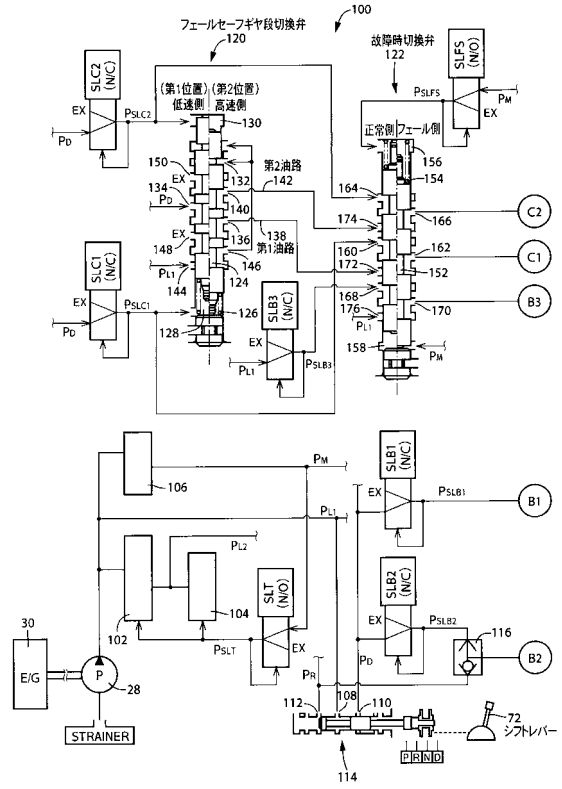 100
フェールセーフギヤ段切換弁
120
故障時切換弁
122
SLC2
(N/C)
EX
PSLC2
PD
(第1位置)
低速側
(第2位置)
高速側
130
SLFS
(N/O)
PSLFS
PM
EX
正常側
フェール側
156
154
150
EX
134
PD
148
EX
PL1
144
132
第2油路
142
140
136
138
第1油路
146
124
126
128
164
174
160
172
168
176
PL1
158
166
C2
162
C1
152
B3
170
PM
SLC1
(N/C)
EX
PSLC1
PD
SLB3
(N/C)
EX
PL1
PSLB3
106
PM
PL1
PL2
102
104
PSLT
SLT
(N/O)
EX
SLB1
(N/C)
EX
PSLB1
B1
SLB2
(N/C)
EX
PSLB2
116
B2
PD
PR
30
E/G
P
28
STRAINER
112
108
110
114
72
シフトレバー
P R N D